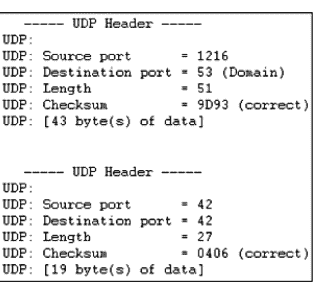 ----- UDP Header -----
UDP:
UDP: Source port = 1216
UDP: Destination port = 53 (Domain)
UDP: Length = 51
UDP: Checksum = 9D93 (correct)
UDP: [43 byte(s) of data]
----- UDP Header -----
UDP:
UDP: Source port = 42
UDP: Destination port = 42
UDP: Length = 27
UDP: Checksum = 0406 (correct)
UDP: [19 byte(s) of data]